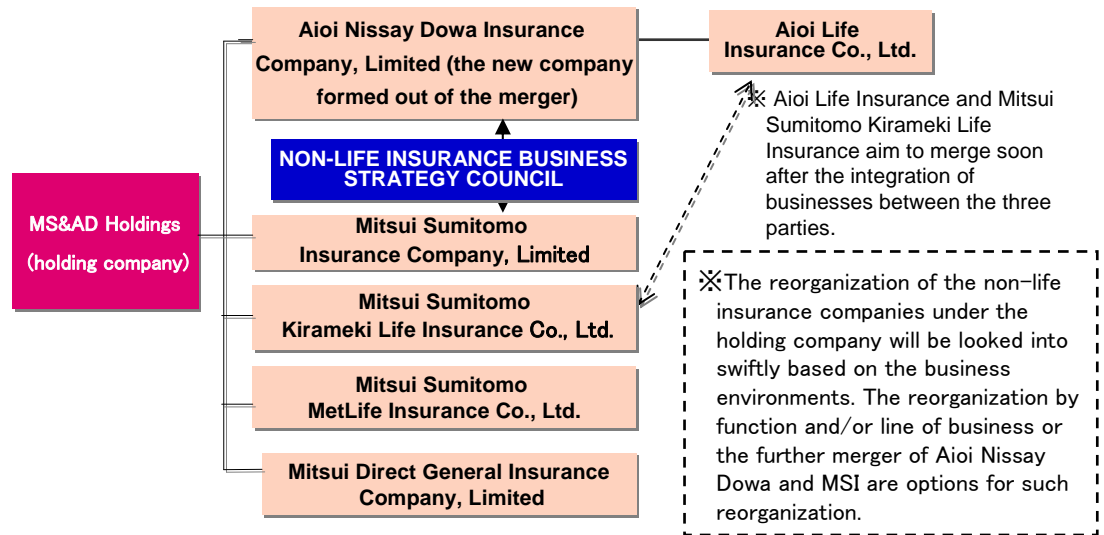 Aioi Nissay Dowa Insurance
Company, Limited (the new company
formed out of the merger)
Aioi Life
Insurance Co., Ltd.
※ Aioi Life Insurance and Mitsui
Sumitomo Kirameki Life
Insurance aim to merge soon
after the integration of
businesses between the three
parties.
NON-LIFE INSURANCE BUSINESS
STRATEGY COUNCIL
MS&AD Holdings
(holding company)
Mitsui Sumitomo
Insurance Company, Limited
Mitsui Sumitomo
Kirameki Life Insurance Co., Ltd.
Mitsui Sumitomo
MetLife Insurance Co., Ltd.
Mitsui Direct General Insurance
Company, Limited
※The reorganization of the non-life
insurance companies under the
holding company will be looked into
swiftly based on the business
environments. The reorganization by
function and/or line of business or
the further merger of Aioi Nissay
Dowa and MSI are options for such
reorganization.